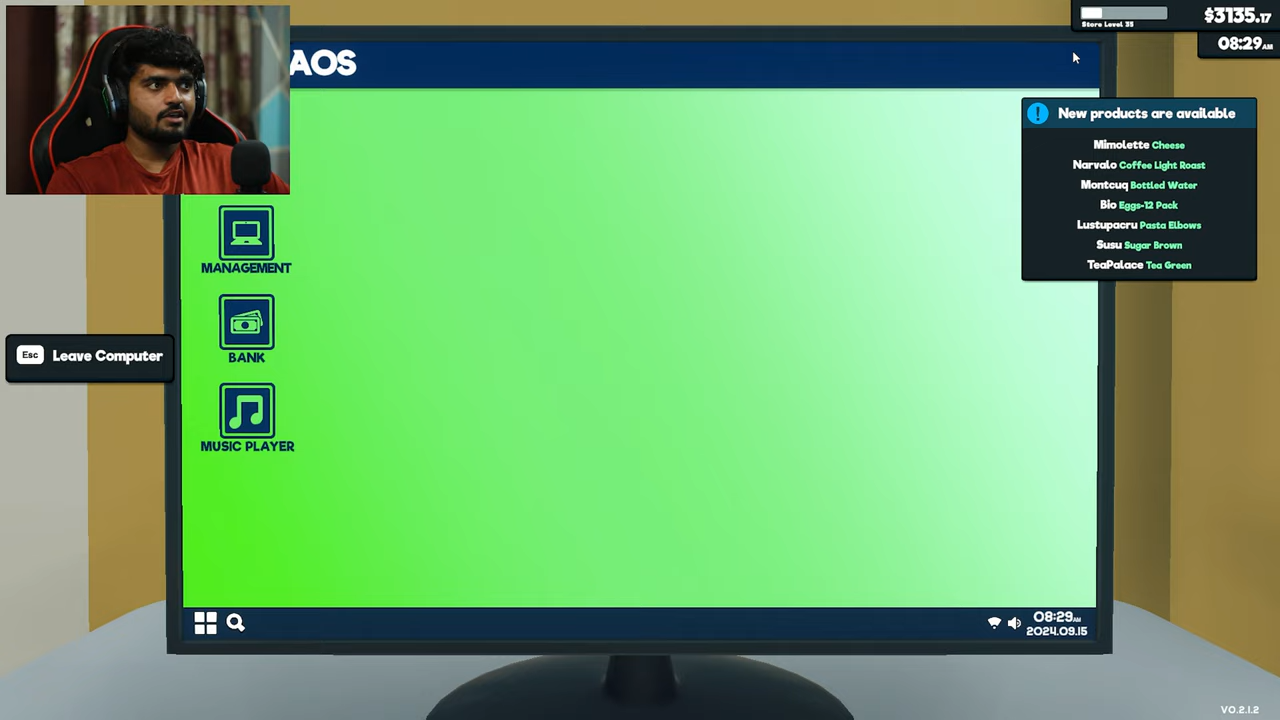 AOS
$3135.17
Store Level 35
08:29AM
New products are available
Mimolette Cheese
Narvalo Coffee Light Roast
Montcuq Bottled Water
Bio Eggs-12 Pack
Lustupacru Pasta Elbows
Susu Sugar Brown
TeaPalace Tea Green
MANAGEMENT
BANK
Esc Leave Computer
MUSIC PLAYER
08:29AM
2024.09.15
V0.2.1.2